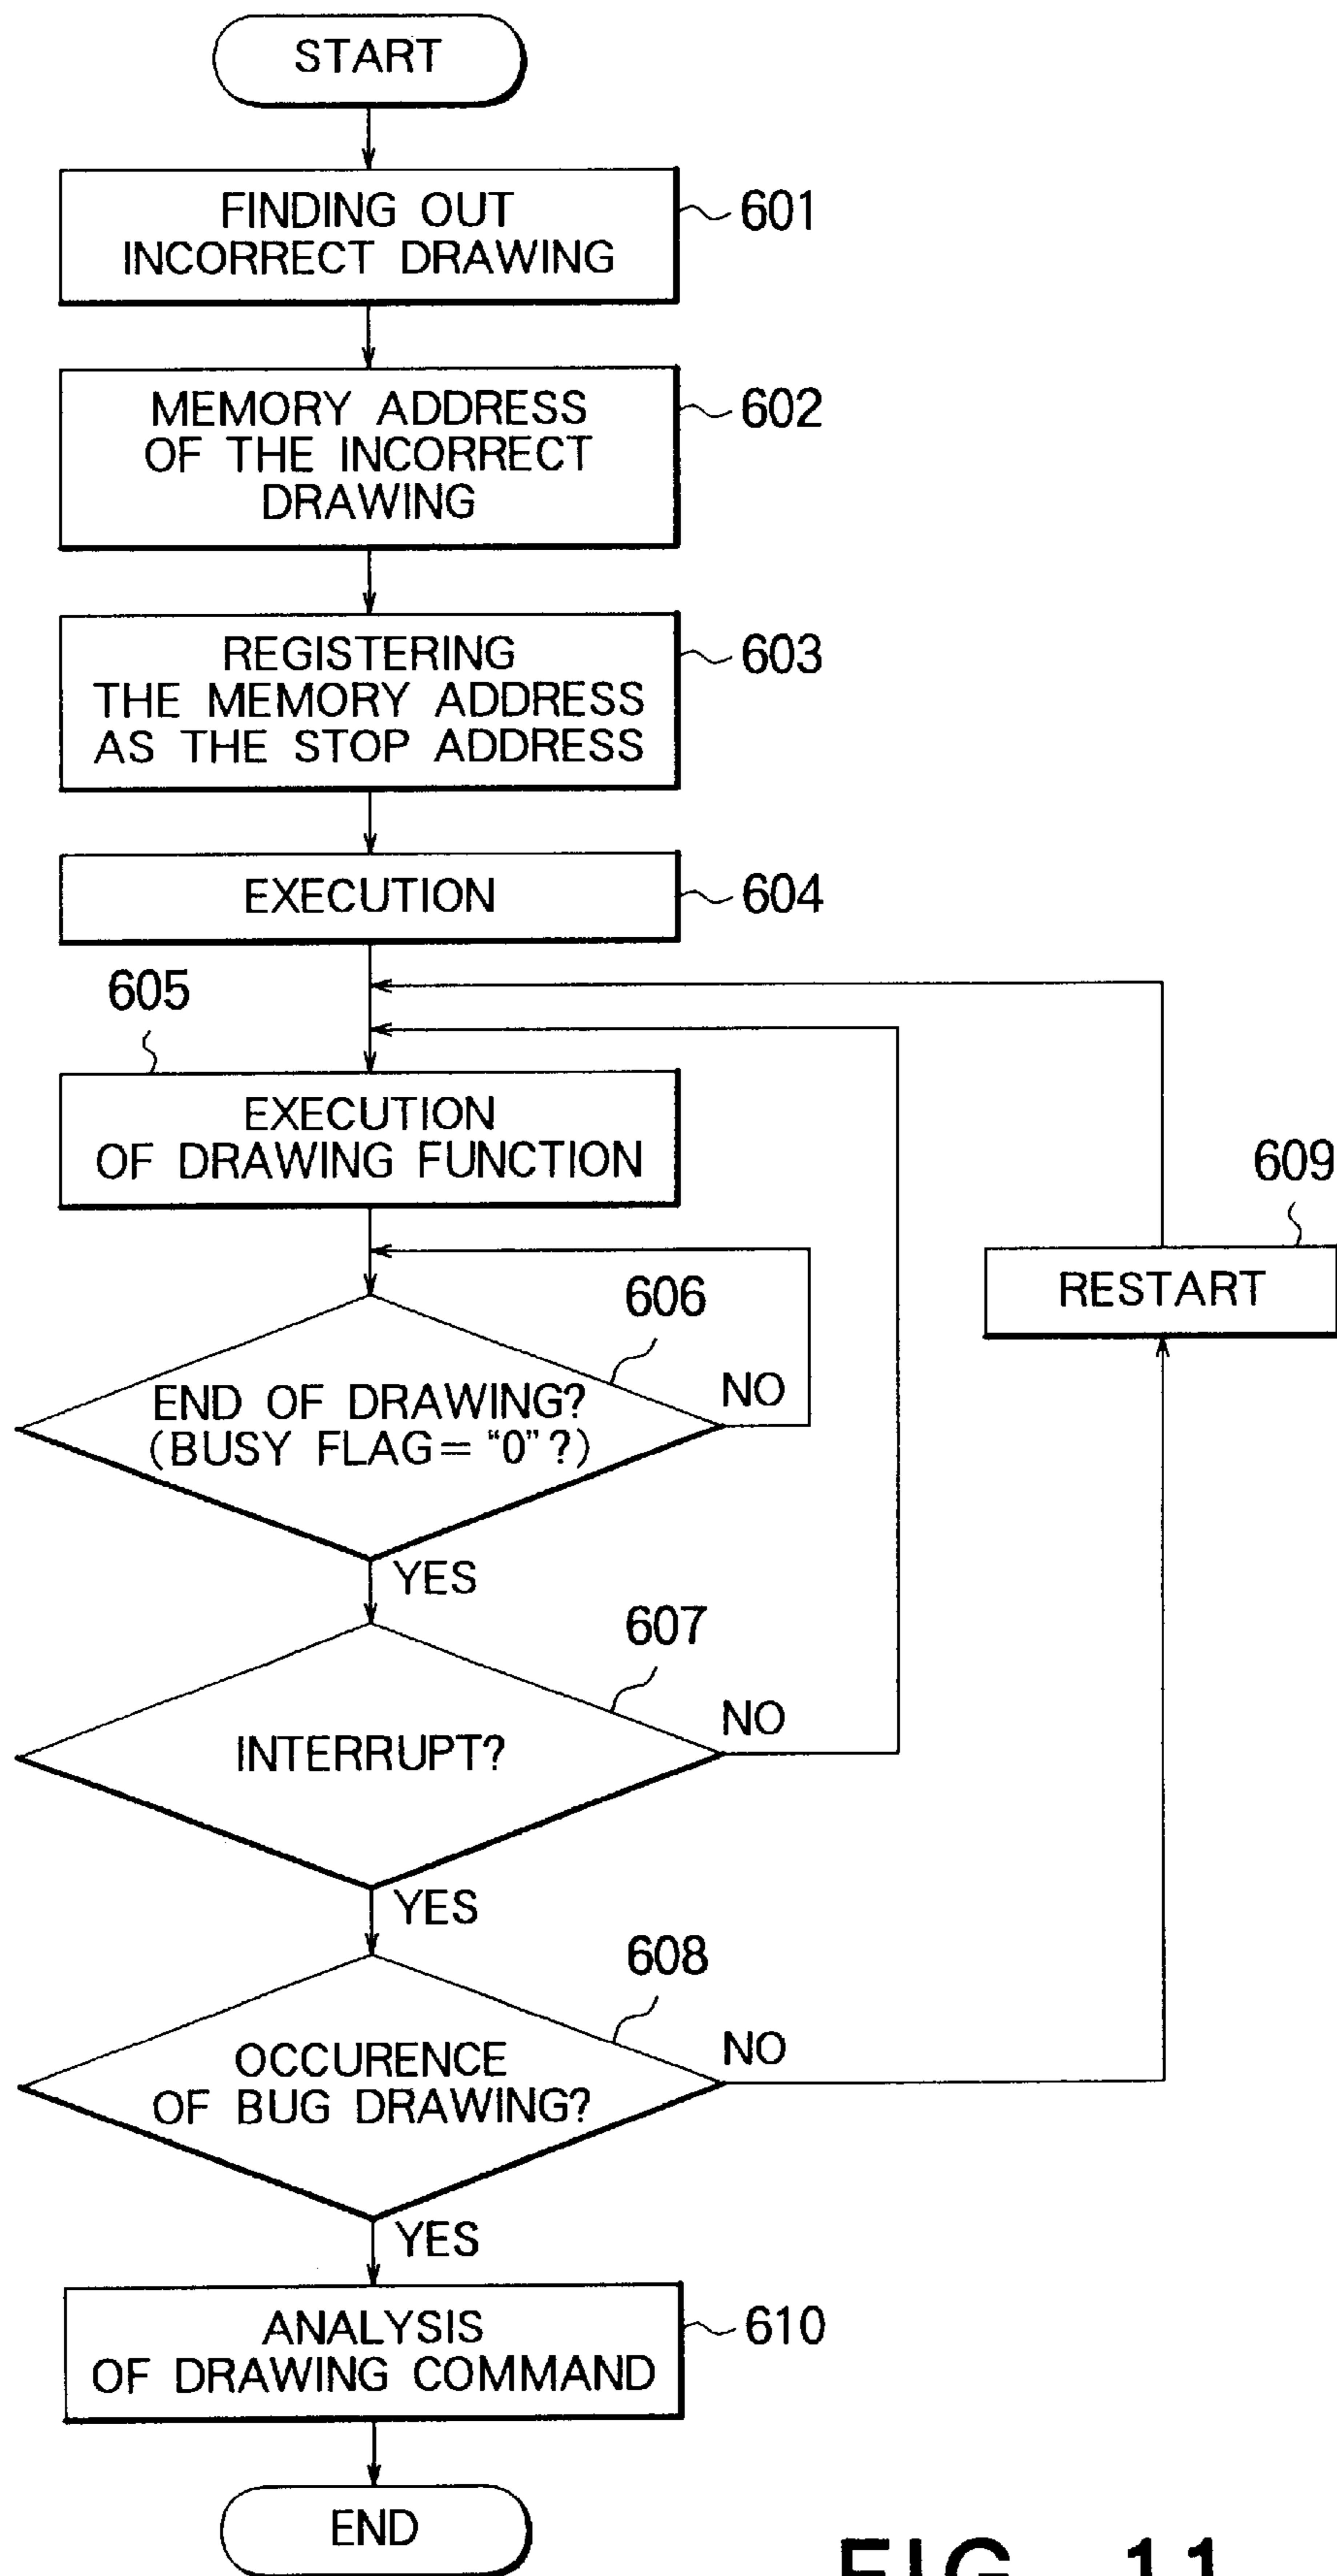 START
FINDING OUT
INCORRECT DRAWING
601
MEMORY ADDRESS
OF THE INCORRECT
DRAWING
602
REGISTERING
THE MEMORY ADDRESS
AS THE STOP ADDRESS
603
EXECUTION
604
605
EXECUTION
OF DRAWING FUNCTION
609
RESTART
606
END OF DRAWING?
(BUSY FLAG = "0" ?)
NO
YES
607
INTERRUPT?
NO
YES
608
OCCURENCE
OF BUG DRAWING?
NO
YES
ANALYSIS
OF DRAWING COMMAND
610
END
FIG. 11